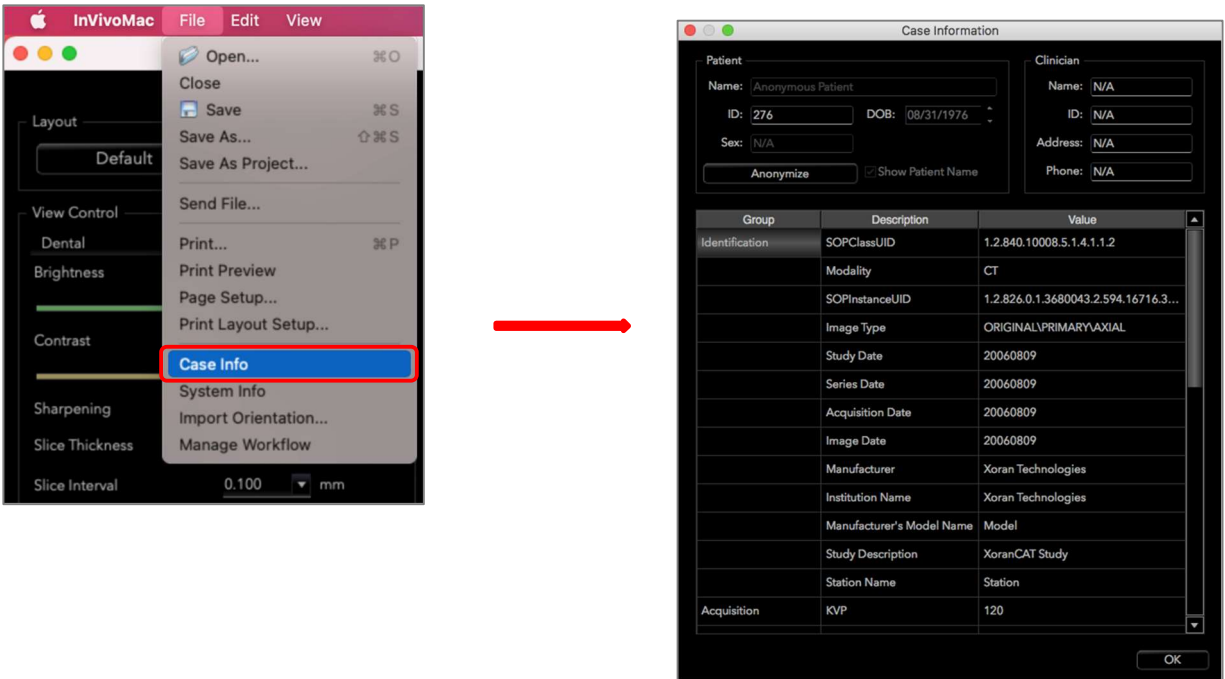 InVivoMac File Edit View
Open... ⌘O
Close
Save ⌘S
Save As... ⇧⌘S
Save As Project...
Send File...
Print... ⌘P
Print Preview
Page Setup...
Print Layout Setup...
Case Info
System Info
Import Orientation...
Manage Workflow
Layout
Default
View Control
Dental
Brightness
Contrast
Sharpening
Slice Thickness
Slice Interval 0.100 mm
Case Information
Patient
Name: Anonymous Patient
ID: 276 DOB: 08/31/1976
Sex: N/A
Anonymize Show Patient Name
Clinician
Name: N/A
ID: N/A
Address: N/A
Phone: N/A
Group Description Value
Identification SOPClassUID 1.2.840.10008.5.1.4.1.1.2
Modality CT
SOPInstanceUID 1.2.826.0.1.3680043.2.594.16716.3...
Image Type ORIGINAL\PRIMARY\AXIAL
Study Date 20060809
Series Date 20060809
Acquisition Date 20060809
Image Date 20060809
Manufacturer Xoran Technologies
Institution Name Xoran Technologies
Manufacturer's Model Name Model
Study Description XoranCAT Study
Station Name Station
Acquisition KVP 120
OK